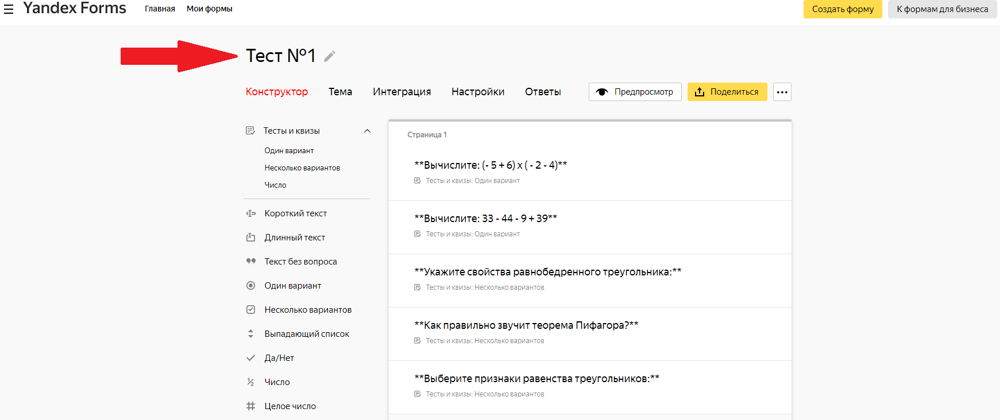 Yandex Forms Главная Мои формы Создать форму К формам для бизнеса
Тест №1
Конструктор Тема Интеграция Настройки Ответы Предпросмотр Поделиться
Тесты и квизы
Один вариант
Несколько вариантов
Число
Короткий текст
Длинный текст
Текст без вопроса
Один вариант
Несколько вариантов
Выпадающий список
Да/Нет
½ Число
Целое число
Страница 1
**Вычислите: (- 5 + 6) x ( - 2 - 4)**
Тесты и квизы: Один вариант
**Вычислите: 33 - 44 - 9 + 39**
Тесты и квизы: Один вариант
**Укажите свойства равнобедренного треугольника:**
Тесты и квизы: Несколько вариантов
**Как правильно звучит теорема Пифагора?**
Тесты и квизы: Несколько вариантов
**Выберите признаки равенства треугольников:**
Тесты и квизы: Несколько вариантов